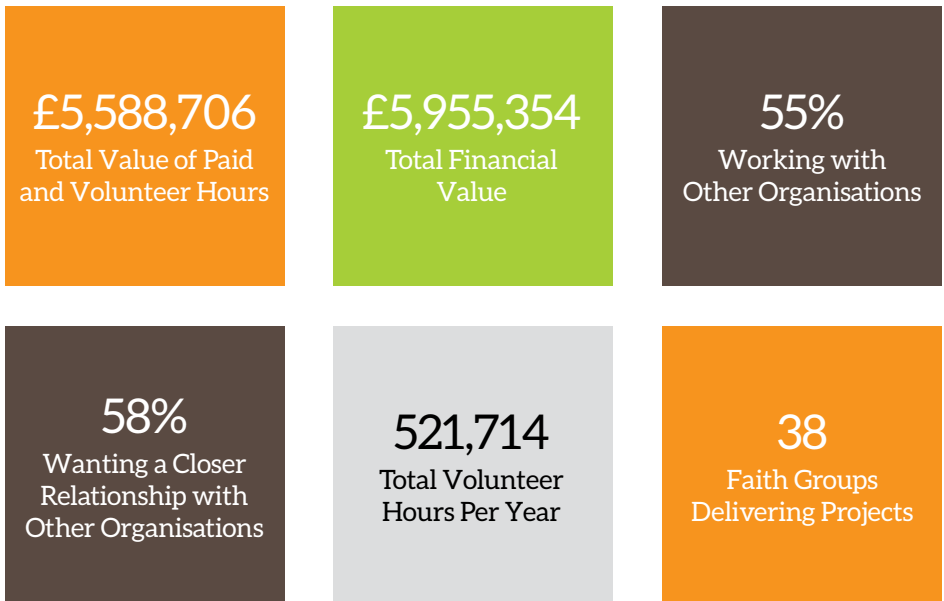 £5,588,706
Total Value of Paid
and Volunteer Hours
£5,955,354
Total Financial
Value
55%
Working with
Other Organisations
58%
Wanting a Closer
Relationship with
Other Organisations
521,714
Total Volunteer
Hours Per Year
38
Faith Groups
Delivering Projects